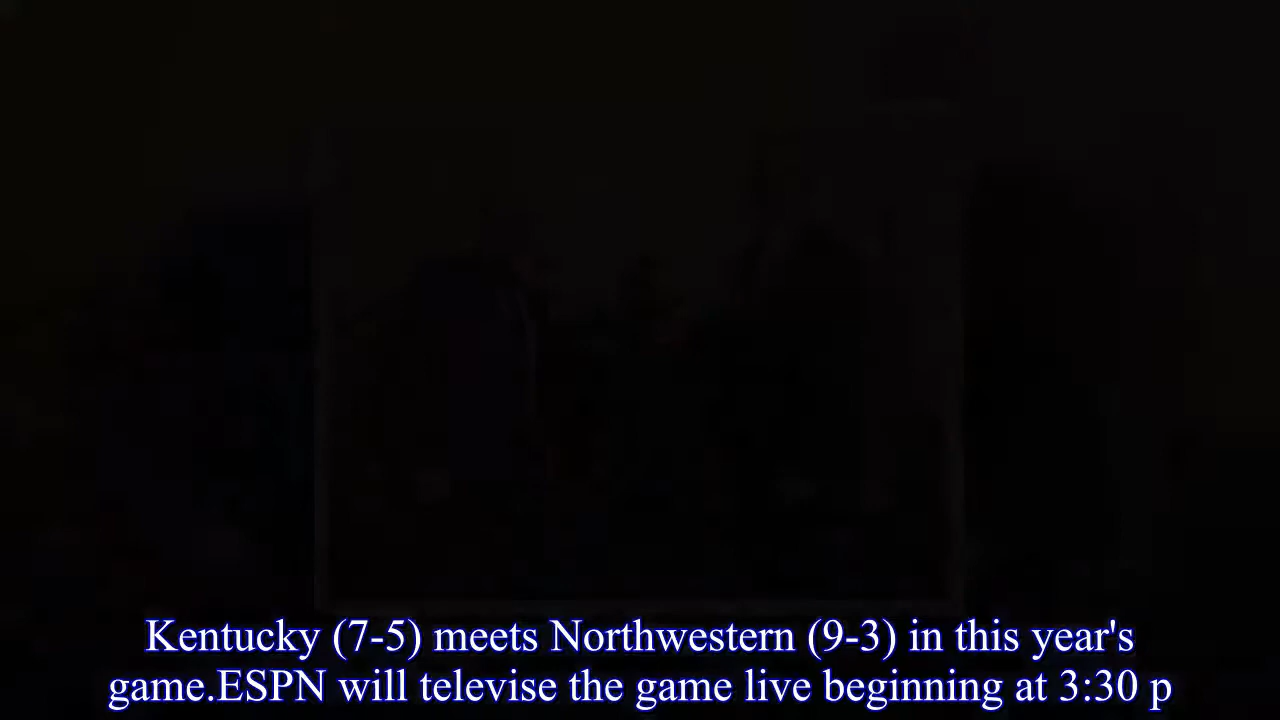 Kentucky (7-5) meets Northwestern (9-3) in this year's
game.ESPN will televise the game live beginning at 3:30 p